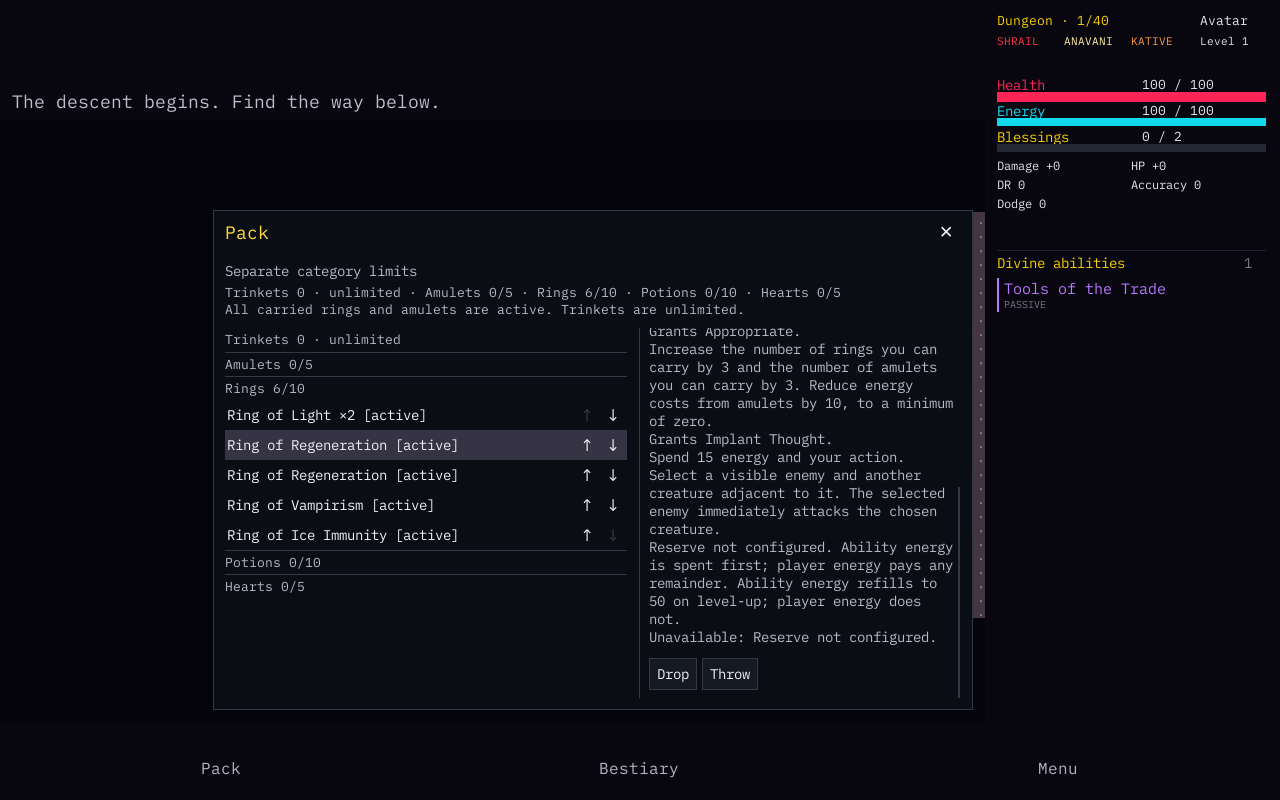 Dungeon · 1/40 Avatar
SHRAIL ANAVANI KATIVE Level 1
The descent begins. Find the way below.
Health 100 / 100
Energy 100 / 100
Blessings 0 / 2
Damage +0 HP +0
DR 0 Accuracy 0
Dodge 0
Divine abilities 1
Tools of the Trade
PASSIVE
Pack ✕
Separate category limits
Trinkets 0 · unlimited · Amulets 0/5 · Rings 6/10 · Potions 0/10 · Hearts 0/5
All carried rings and amulets are active. Trinkets are unlimited.
Trinkets 0 · unlimited
Amulets 0/5
Rings 6/10
Ring of Light ×2 [active] ↑ ↓
Ring of Regeneration [active] ↑ ↓
Ring of Regeneration [active] ↑ ↓
Ring of Vampirism [active] ↑ ↓
Ring of Ice Immunity [active] ↑ ↓
Potions 0/10
Hearts 0/5
Grants Appropriate.
Increase the number of rings you can
carry by 3 and the number of amulets
you can carry by 3. Reduce energy
costs from amulets by 10, to a minimum
of zero.
Grants Implant Thought.
Spend 15 energy and your action.
Select a visible enemy and another
creature adjacent to it. The selected
enemy immediately attacks the chosen
creature.
Reserve not configured. Ability energy
is spent first; player energy pays any
remainder. Ability energy refills to
50 on level-up; player energy does
not.
Unavailable: Reserve not configured.
Drop Throw
Pack Bestiary Menu